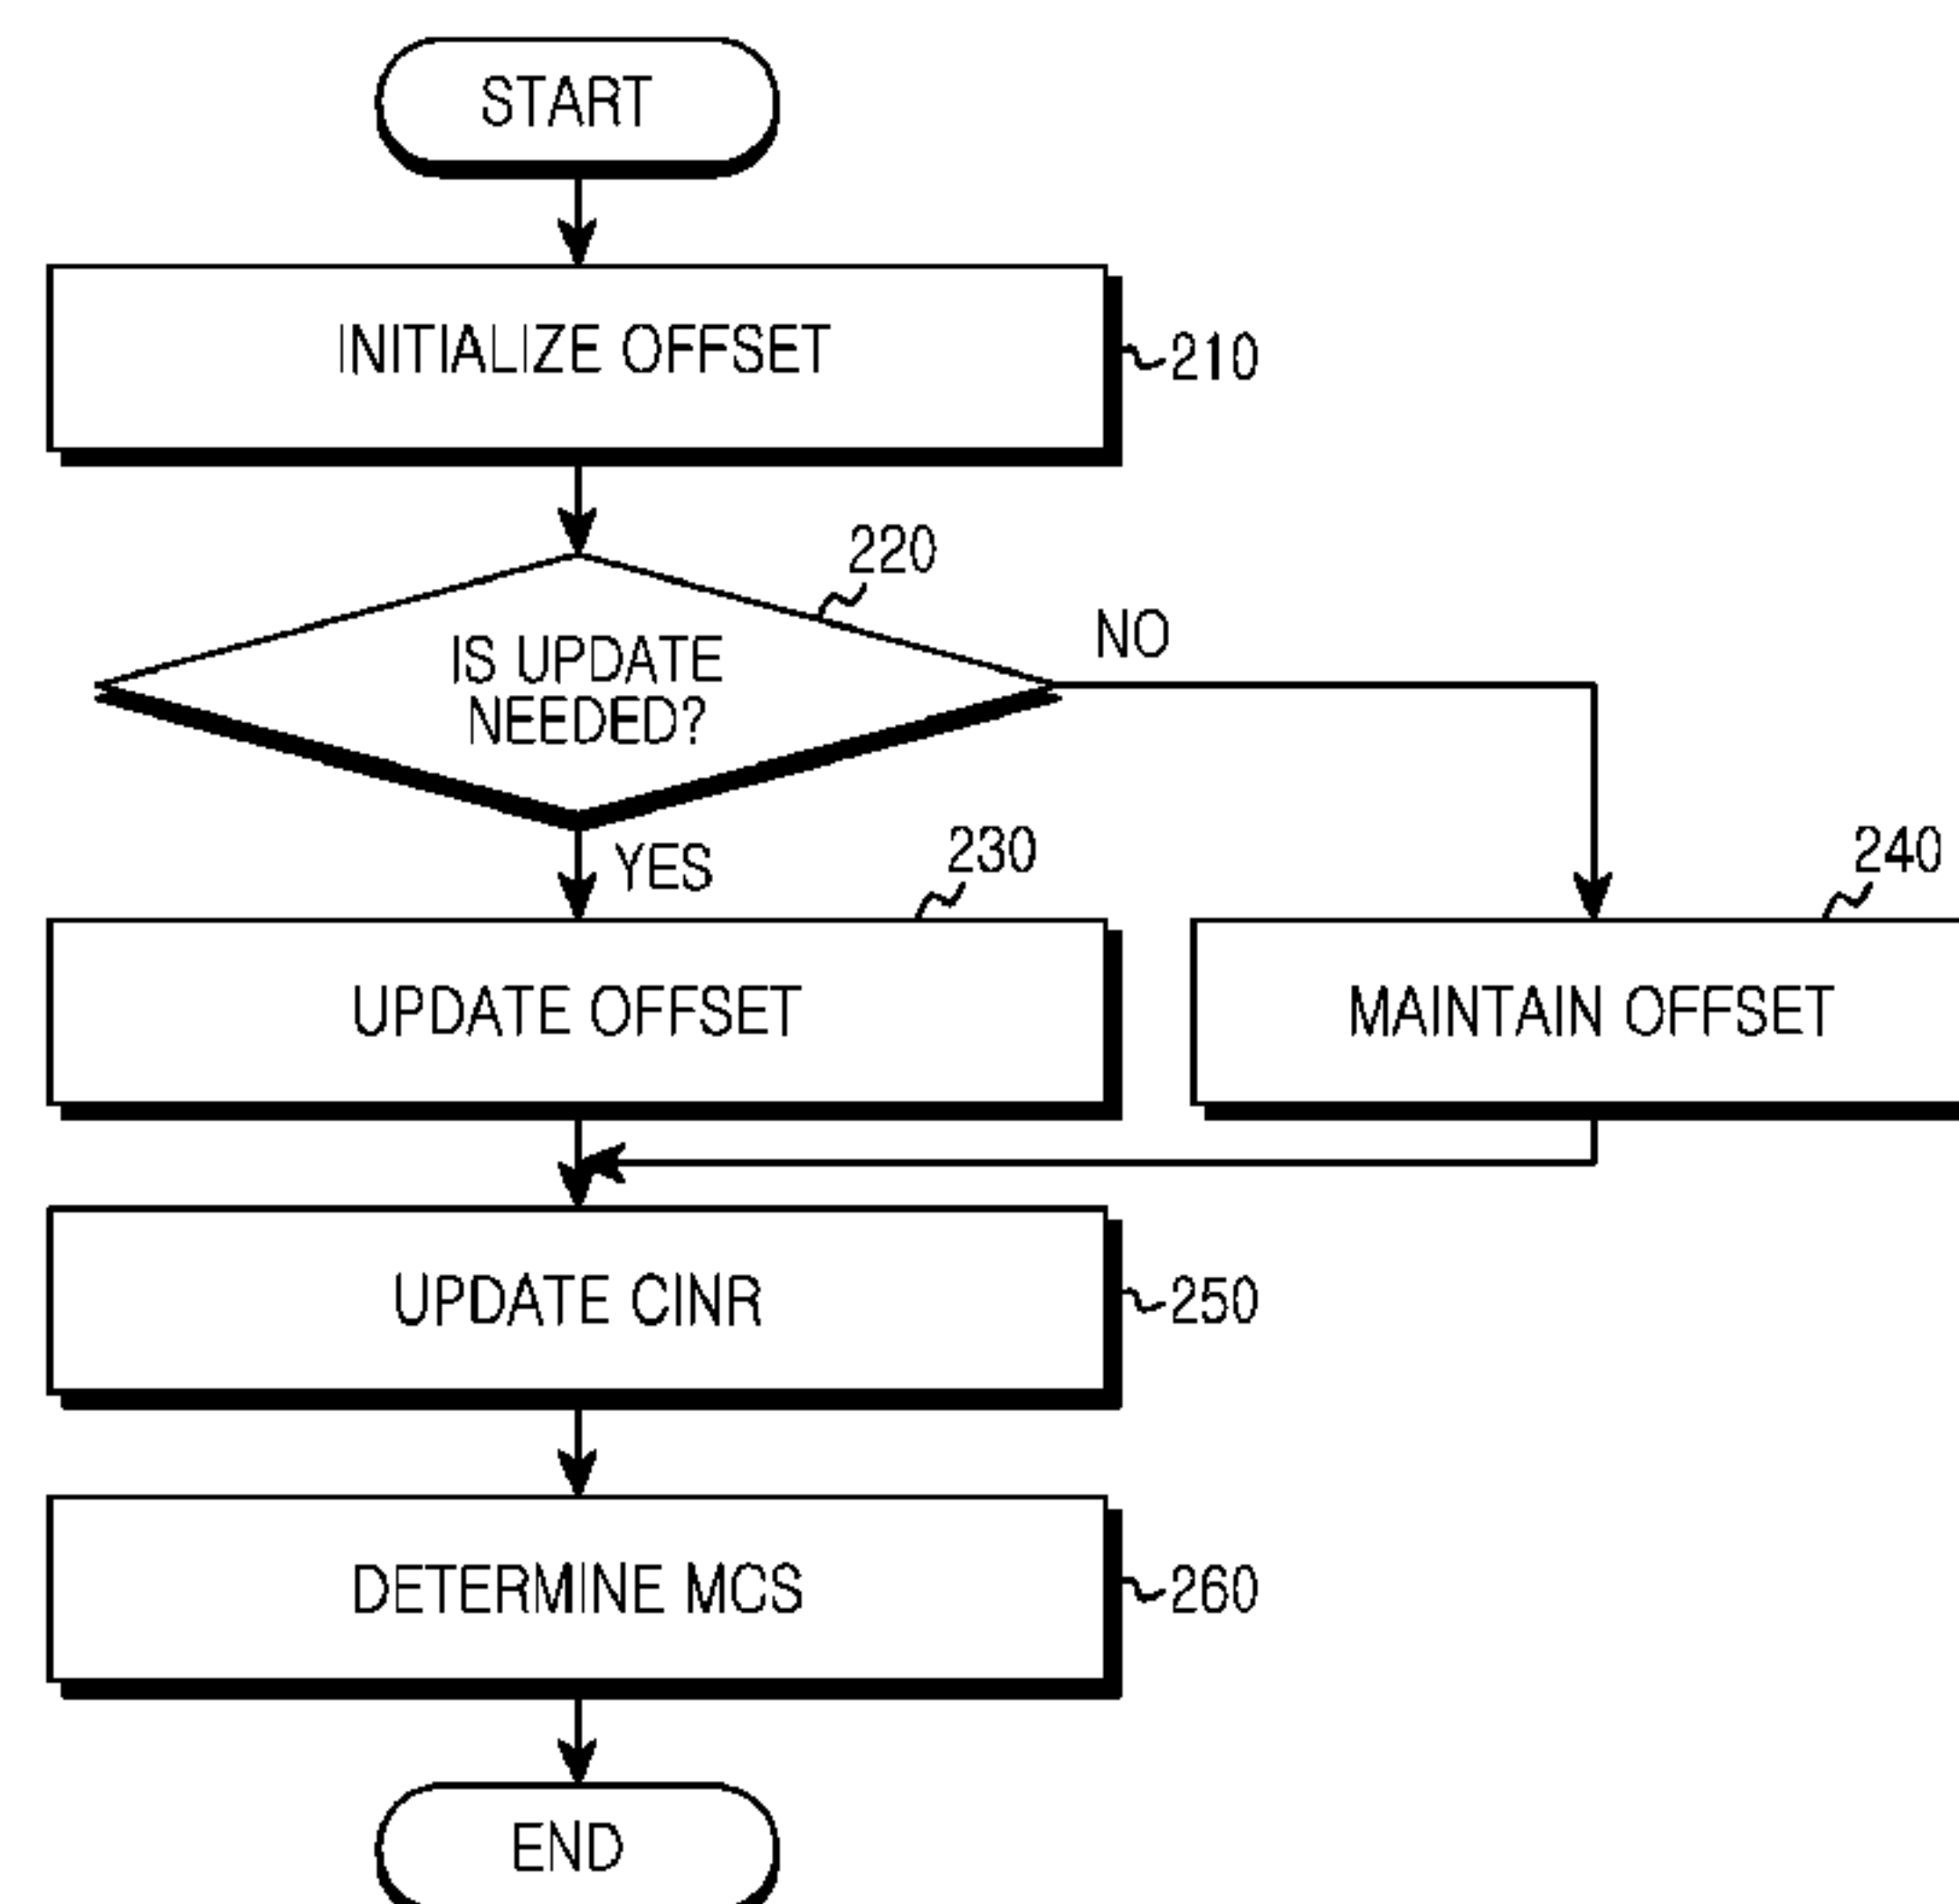 START
INITIALIZE OFFSET
210
220
IS UPDATE
NEEDED?
NO
YES
230
240
UPDATE OFFSET
MAINTAIN OFFSET
UPDATE CINR
250
DETERMINE MCS
260
END